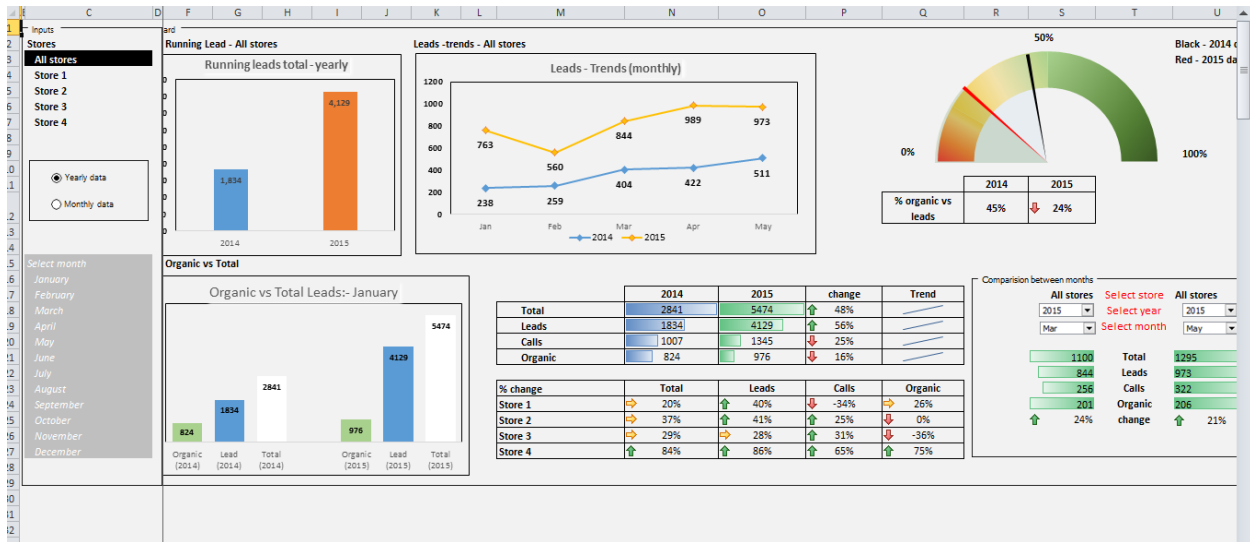 C D F G H I J K L M N O P Q R S T U
Inputs
Stores
All stores
Store 1
Store 2
Store 3
Store 4
Yearly data
Monthly data
Select month
January
February
March
April
May
June
July
August
September
October
November
December
ard
Running Lead - All stores
Running leads total - yearly
4,129
1,834
2014 2015
Leads -trends - All stores
Leads - Trends (monthly)
1200
1000
800
600
400
200
0
763 560 844 989 973
238 259 404 422 511
Jan Feb Mar Apr May
2014 2015
50%
0%
100%
Black - 2014 d
Red - 2015 da
2014 2015
% organic vs
leads
45% 24%
Organic vs Total
Organic vs Total Leads:- January
824 1834 2841 976 4129 5474
Organic Lead Total Organic Lead Total
(2014) (2014) (2014) (2015) (2015) (2015)
2014 2015 change Trend
Total 2841 5474 48%
Leads 1834 4129 56%
Calls 1007 1345 25%
Organic 824 976 16%
% change Total Leads Calls Organic
Store 1 20% 40% -34% 26%
Store 2 37% 41% 25% 0%
Store 3 29% 28% 31% -36%
Store 4 84% 86% 65% 75%
Comparision between months
All stores Select store All stores
2015 Select year 2015
Mar Select month May
1100 Total 1295
844 Leads 973
256 Calls 322
201 Organic 206
24% change 21%